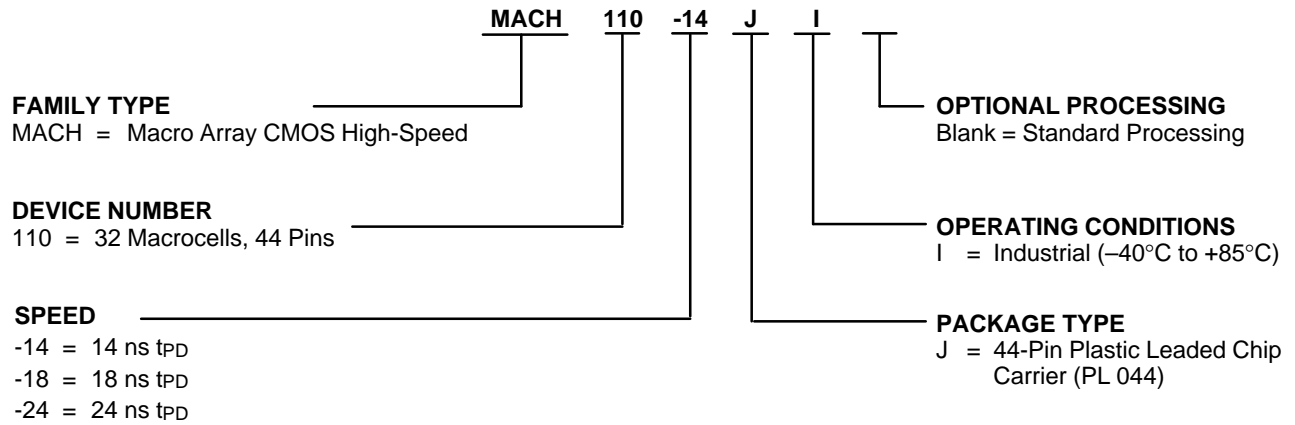 MACH 110 -14 J I
FAMILY TYPE
MACH = Macro Array CMOS High-Speed
DEVICE NUMBER
110 = 32 Macrocells, 44 Pins
SPEED
-14 = 14 ns tPD
-18 = 18 ns tPD
-24 = 24 ns tPD
OPTIONAL PROCESSING
Blank = Standard Processing
OPERATING CONDITIONS
I = Industrial (–40°C to +85°C)
PACKAGE TYPE
J = 44-Pin Plastic Leaded Chip
Carrier (PL 044)